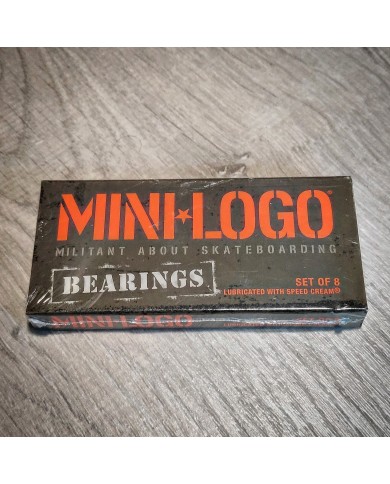 MINI★LOGO®
MILITANT ABOUT SKATEBOARDING
BEARINGS
SET OF 8
LUBRICATED WITH SPEED CREAM®
MINI★LOGO